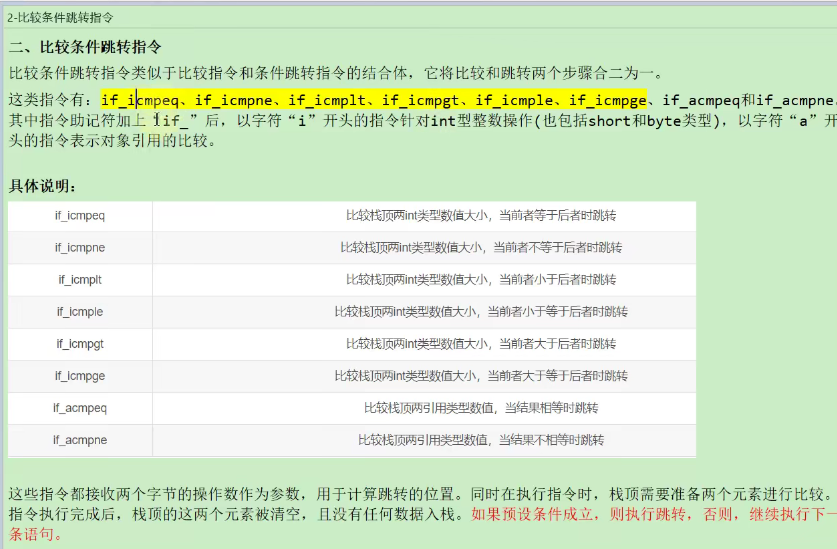 2-比较条件跳转指令
二、比较条件跳转指令
比较条件跳转指令类似于比较指令和条件跳转指令的结合体，它将比较和跳转两个步骤合二为一。
这类指令有：if_icmpeq、if_icmpne、if_icmplt、if_icmpgt、if_icmple、if_icmpge、if_acmpeq和if_acmpne。
其中指令助记符加上“if_”后，以字符“i”开头的指令针对int型整数操作(也包括short和byte类型)，以字符“a”开
头的指令表示对象引用的比较。
具体说明：
if_icmpeq 比较栈顶两int类型数值大小，当前者等于后者时跳转
if_icmpne 比较栈顶两int类型数值大小，当前者不等于后者时跳转
if_icmplt 比较栈顶两int类型数值大小，当前者小于后者时跳转
if_icmple 比较栈顶两int类型数值大小，当前者小于等于后者时跳转
if_icmpgt 比较栈顶两int类型数值大小，当前者大于后者时跳转
if_icmpge 比较栈顶两int类型数值大小，当前者大于等于后者时跳转
if_acmpeq 比较栈顶两引用类型数值，当结果相等时跳转
if_acmpne 比较栈顶两引用类型数值，当结果不相等时跳转
这些指令都接收两个字节的操作数作为参数，用于计算跳转的位置。同时在执行指令时，栈顶需要准备两个元素进行比较。
指令执行完成后，栈顶的这两个元素被清空，且没有任何数据入栈。如果预设条件成立，则执行跳转，否则，继续执行下一
条语句。